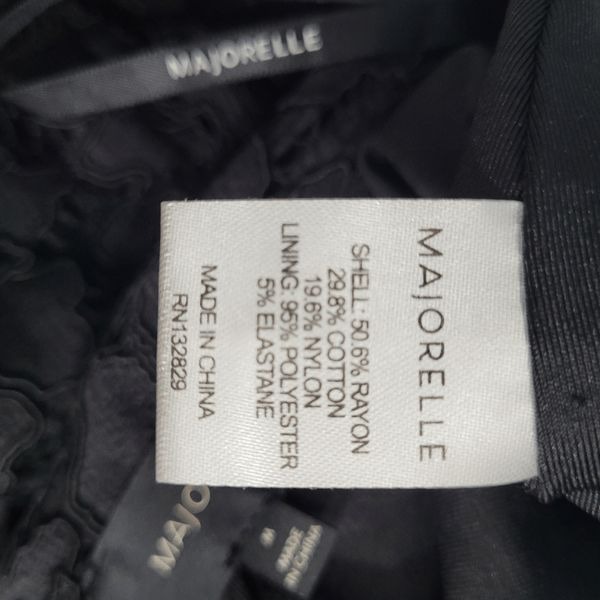 MAJORELLE
MAJORELLE
SHELL: 50.6% RAYON
29.8% COTTON
19.6% NYLON
LINING: 95% POLYESTER
5% ELASTANE
MADE IN CHINA
RN132829
MAJO
M
MADE
IN CHINA